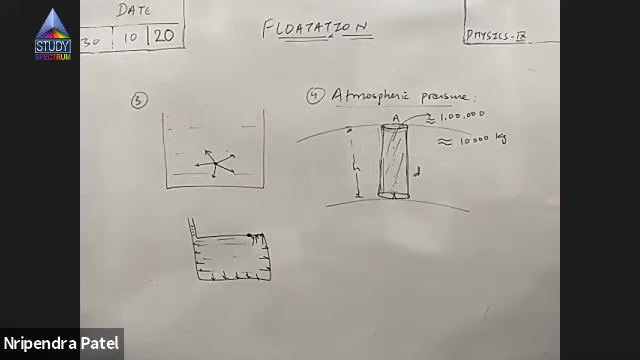 STUDY
SPECTRUM
DATE
30 10 20
FLOATATION
PHYSICS-IX
3
4 Atmospheric pressure:
A
≈ 1,00,000
≈ 10000 kg
h
d
Nripendra Patel